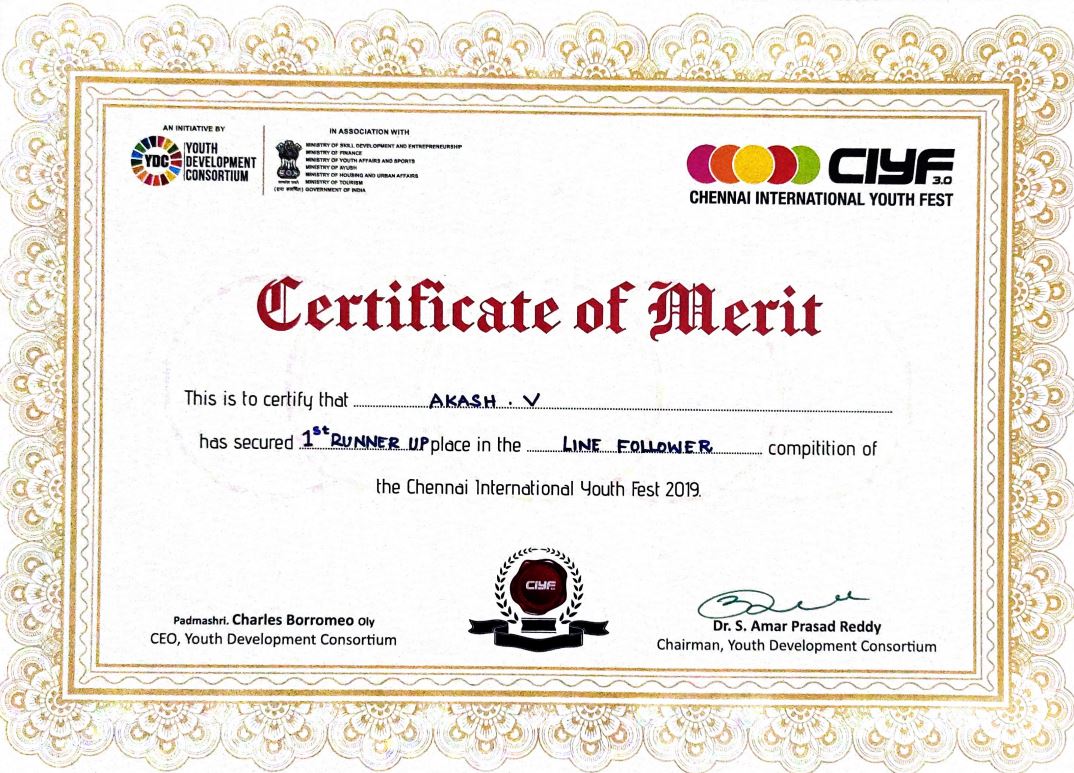 AN INITIATIVE BY
YDC
YOUTH
DEVELOPMENT
CONSORTIUM
IN ASSOCIATION WITH
MINISTRY OF SKILL DEVELOPMENT AND ENTREPRENEURSHIP
MINISTRY OF FINANCE
MINISTRY OF YOUTH AFFAIRS AND SPORTS
MINISTRY OF AYUSH
MINISTRY OF HOUSING AND URBAN AFFAIRS
MINISTRY OF TOURISM
GOVERNMENT OF INDIA
CIYF 3.0
CHENNAI INTERNATIONAL YOUTH FEST
Certificate of Merit
This is to certify that AKASH . V
has secured 1st RUNNER UP place in the LINE FOLLOWER compitition of
the Chennai International Youth Fest 2019.
CIYF
Padmashri. Charles Borromeo Oly
CEO, Youth Development Consortium
Dr. S. Amar Prasad Reddy
Chairman, Youth Development Consortium